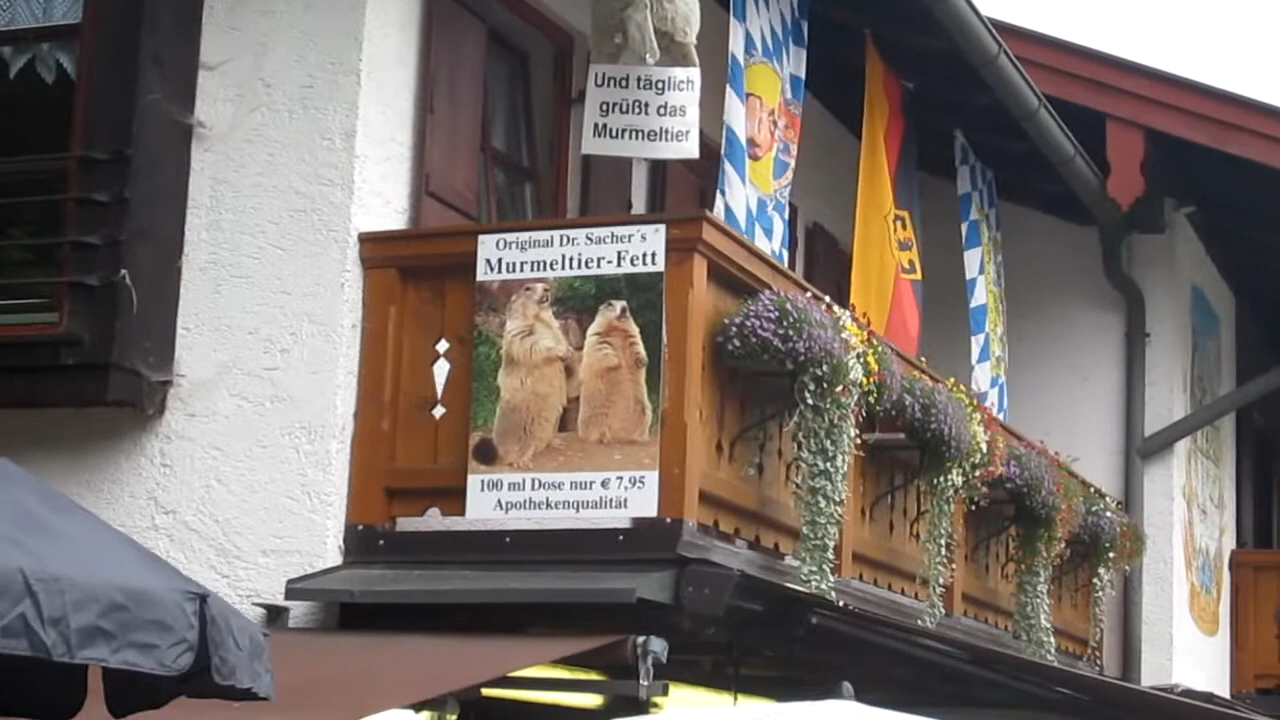 Und täglich
grüßt das
Murmeltier
Original Dr. Sacher´s
Murmeltier-Fett
100 ml Dose nur € 7,95
Apothekenqualität